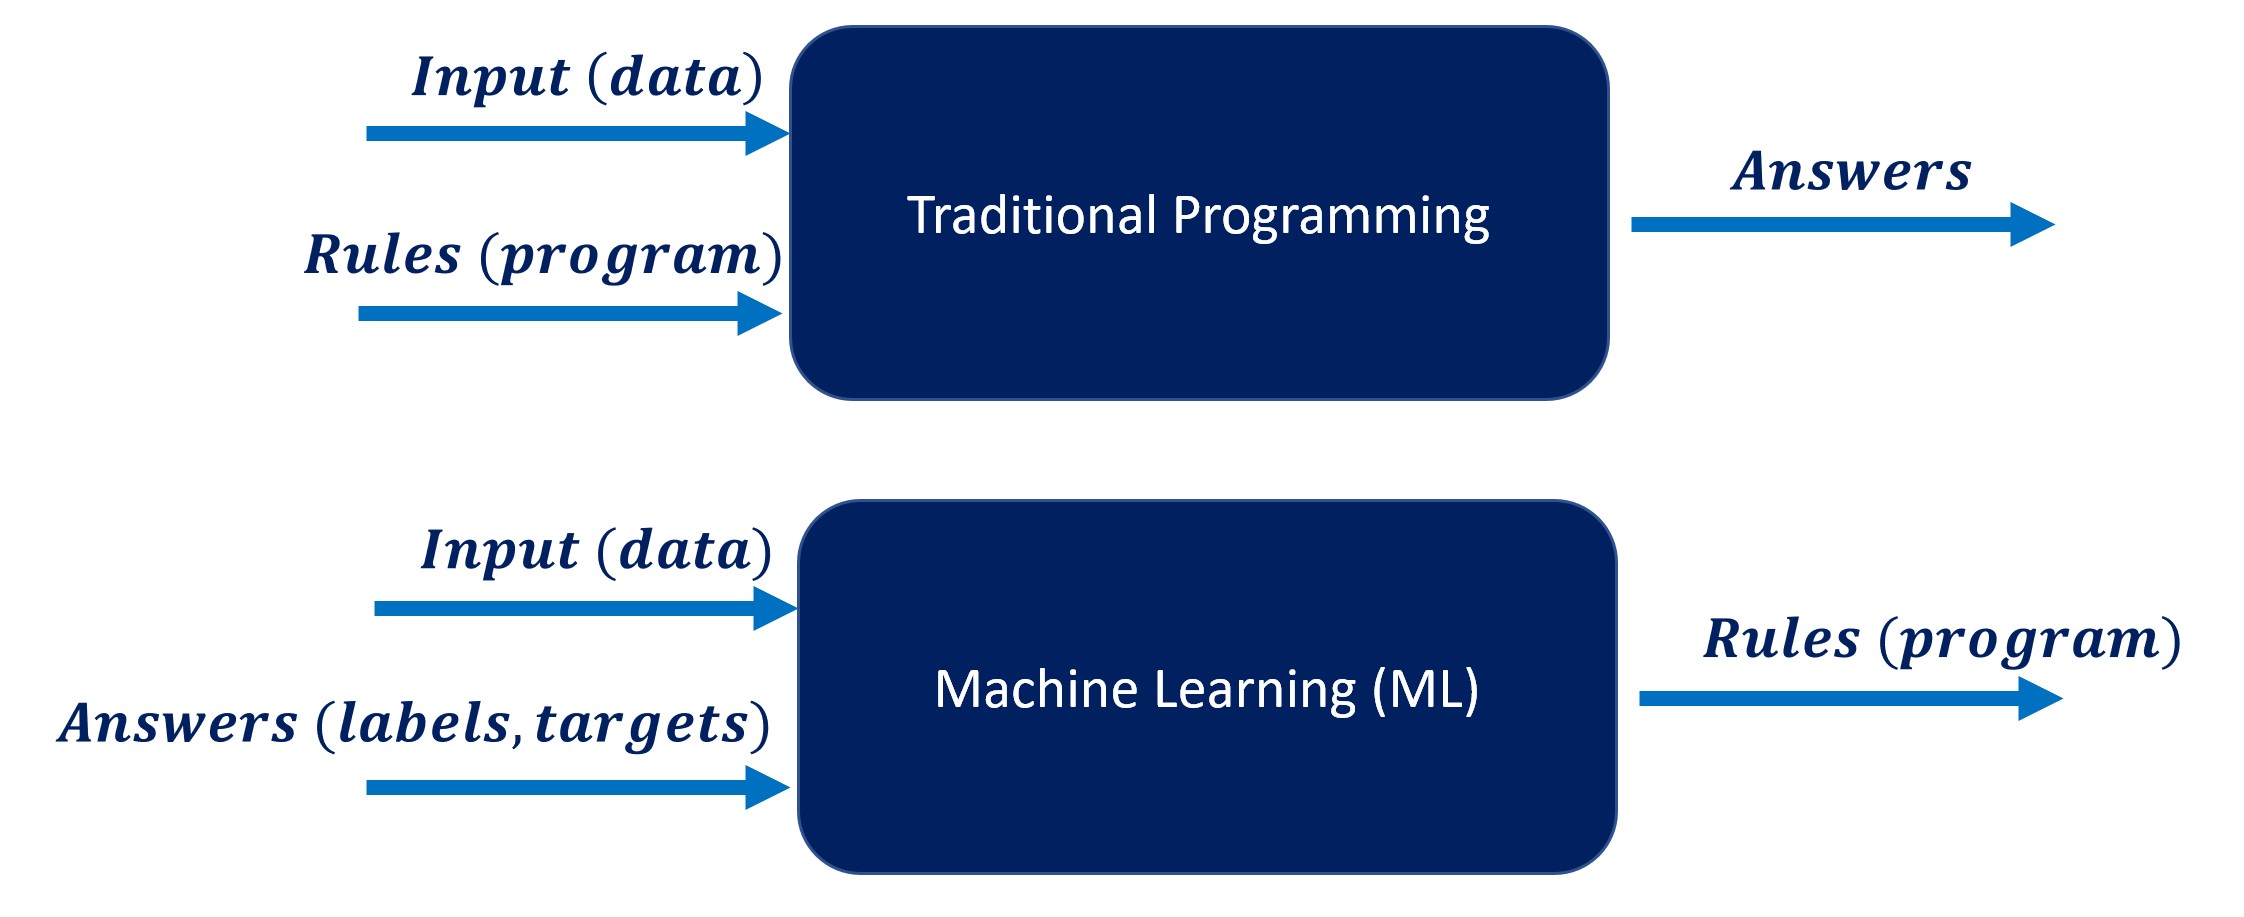 Input (data)
Rules (program)
Traditional Programming
Answers
Input (data)
Answers (labels, targets)
Machine Learning (ML)
Rules (program)